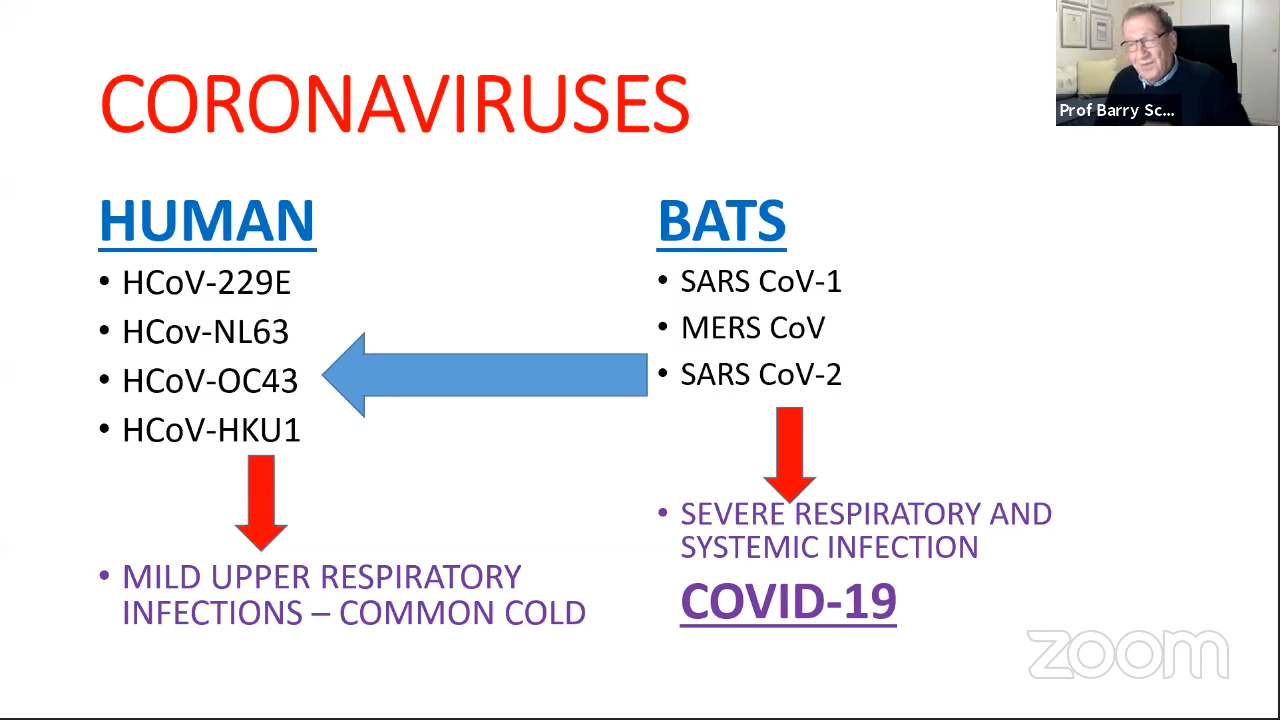 CORONAVIRUSES
Prof Barry Sc...
HUMAN
• HCoV-229E
• HCov-NL63
• HCoV-OC43
• HCoV-HKU1
• MILD UPPER RESPIRATORY
INFECTIONS – COMMON COLD
BATS
• SARS CoV-1
• MERS CoV
• SARS CoV-2
• SEVERE RESPIRATORY AND
SYSTEMIC INFECTION
COVID-19
zoom